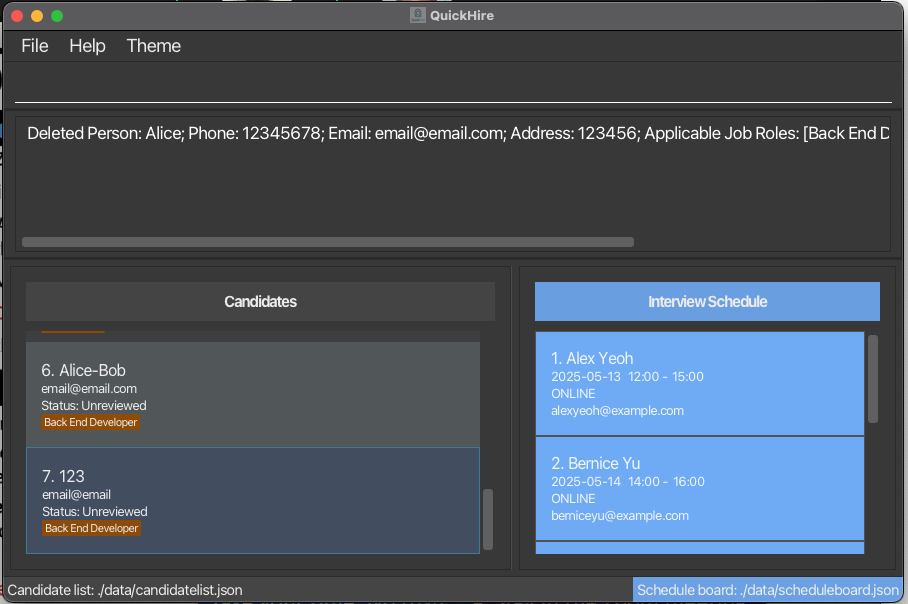 QuickHire
File Help Theme
Deleted Person: Alice; Phone: 12345678; Email: email@email.com; Address: 123456; Applicable Job Roles: [Back End D
Candidates
6. Alice-Bob
email@email.com
Status: Unreviewed
Back End Developer
7. 123
email@email
Status: Unreviewed
Back End Developer
Interview Schedule
1. Alex Yeoh
2025-05-13 12:00 - 15:00
ONLINE
alexyeoh@example.com
2. Bernice Yu
2025-05-14 14:00 - 16:00
ONLINE
berniceyu@example.com
Candidate list: ./data/candidatelist.json
Schedule board: ./data/scheduleboard.json